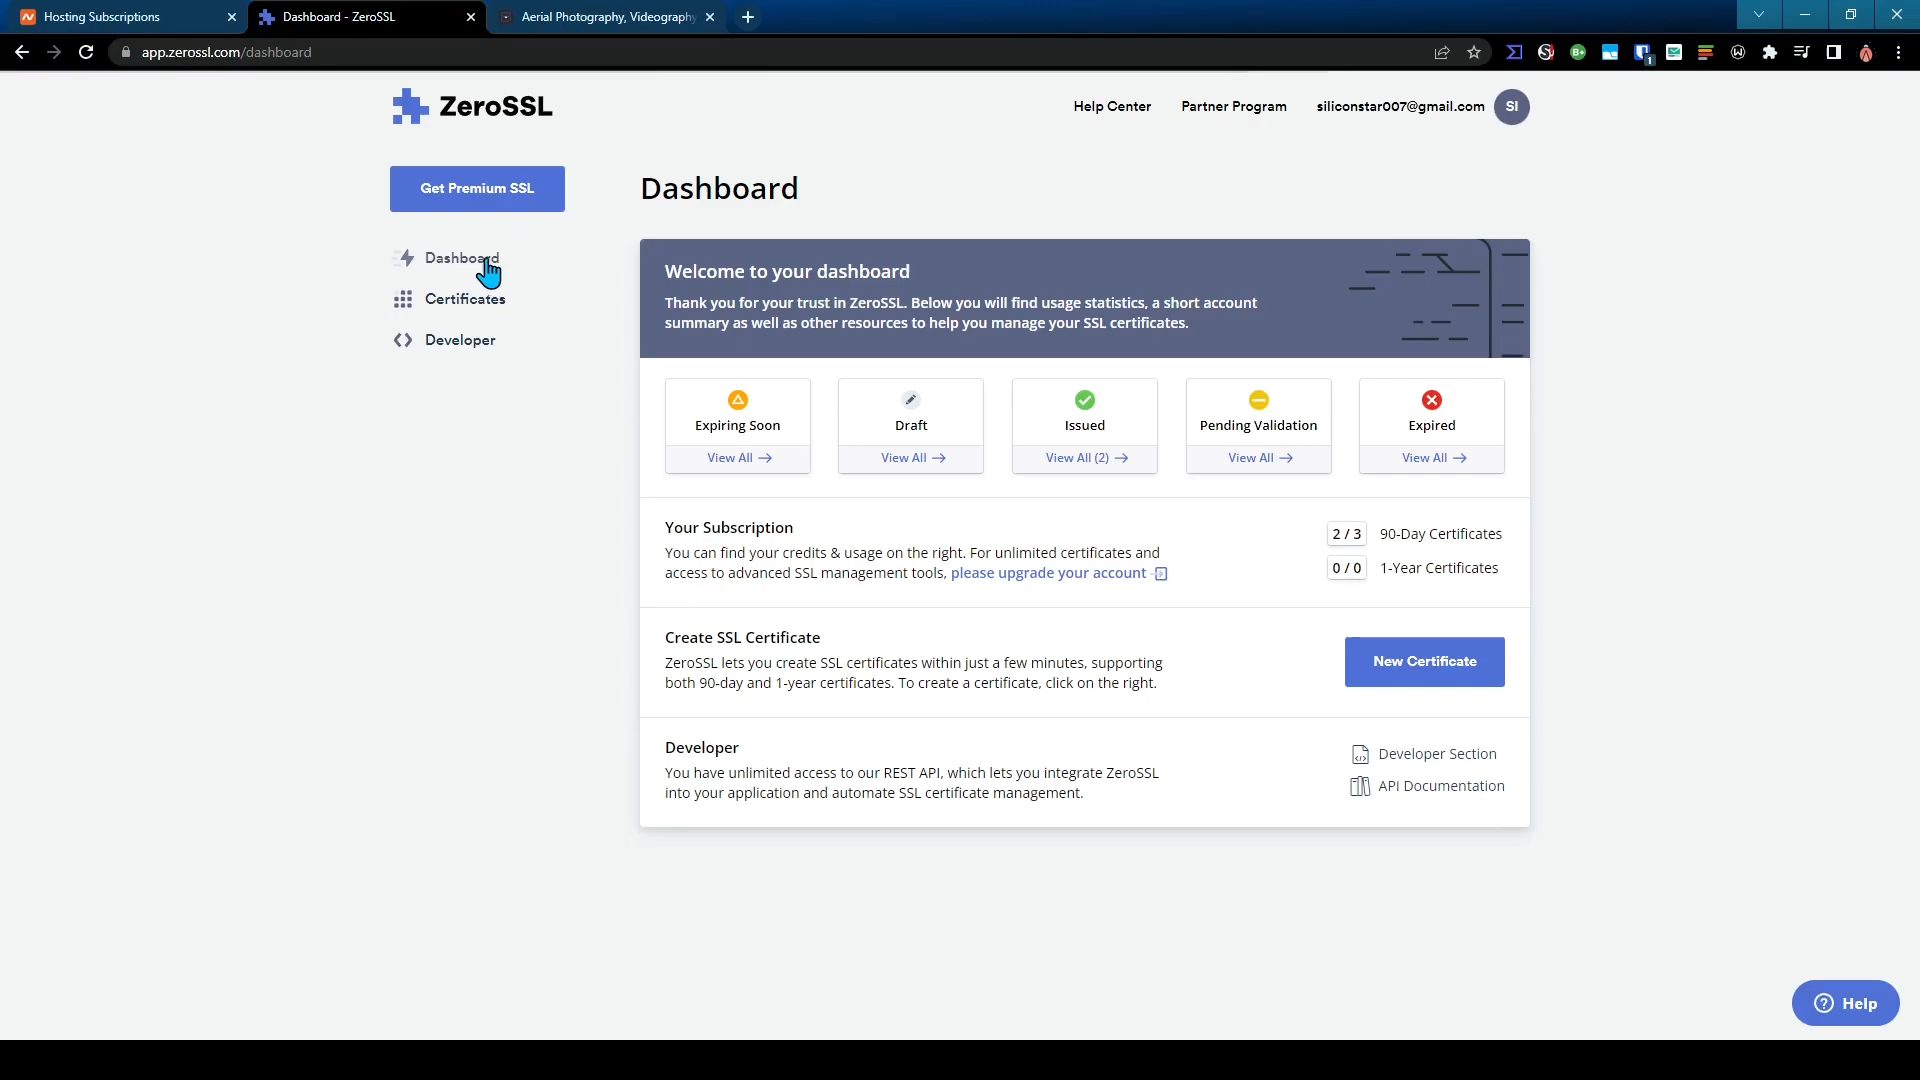 Hosting Subscriptions
Dashboard - ZeroSSL
Aerial Photography, Videography
app.zerossl.com/dashboard
ZeroSSL
Help Center
Partner Program
siliconstar007@gmail.com
SI
Get Premium SSL
Dashboard
Dashboard
Certificates
Developer
Welcome to your dashboard
Thank you for your trust in ZeroSSL. Below you will find usage statistics, a short account
summary as well as other resources to help you manage your SSL certificates.
Expiring Soon
View All →
Draft
View All →
Issued
View All (2) →
Pending Validation
View All →
Expired
View All →
Your Subscription
You can find your credits & usage on the right. For unlimited certificates and
access to advanced SSL management tools, please upgrade your account
2 / 3 90-Day Certificates
0 / 0 1-Year Certificates
Create SSL Certificate
ZeroSSL lets you create SSL certificates within just a few minutes, supporting
both 90-day and 1-year certificates. To create a certificate, click on the right.
New Certificate
Developer
You have unlimited access to our REST API, which lets you integrate ZeroSSL
into your application and automate SSL certificate management.
Developer Section
API Documentation
Help